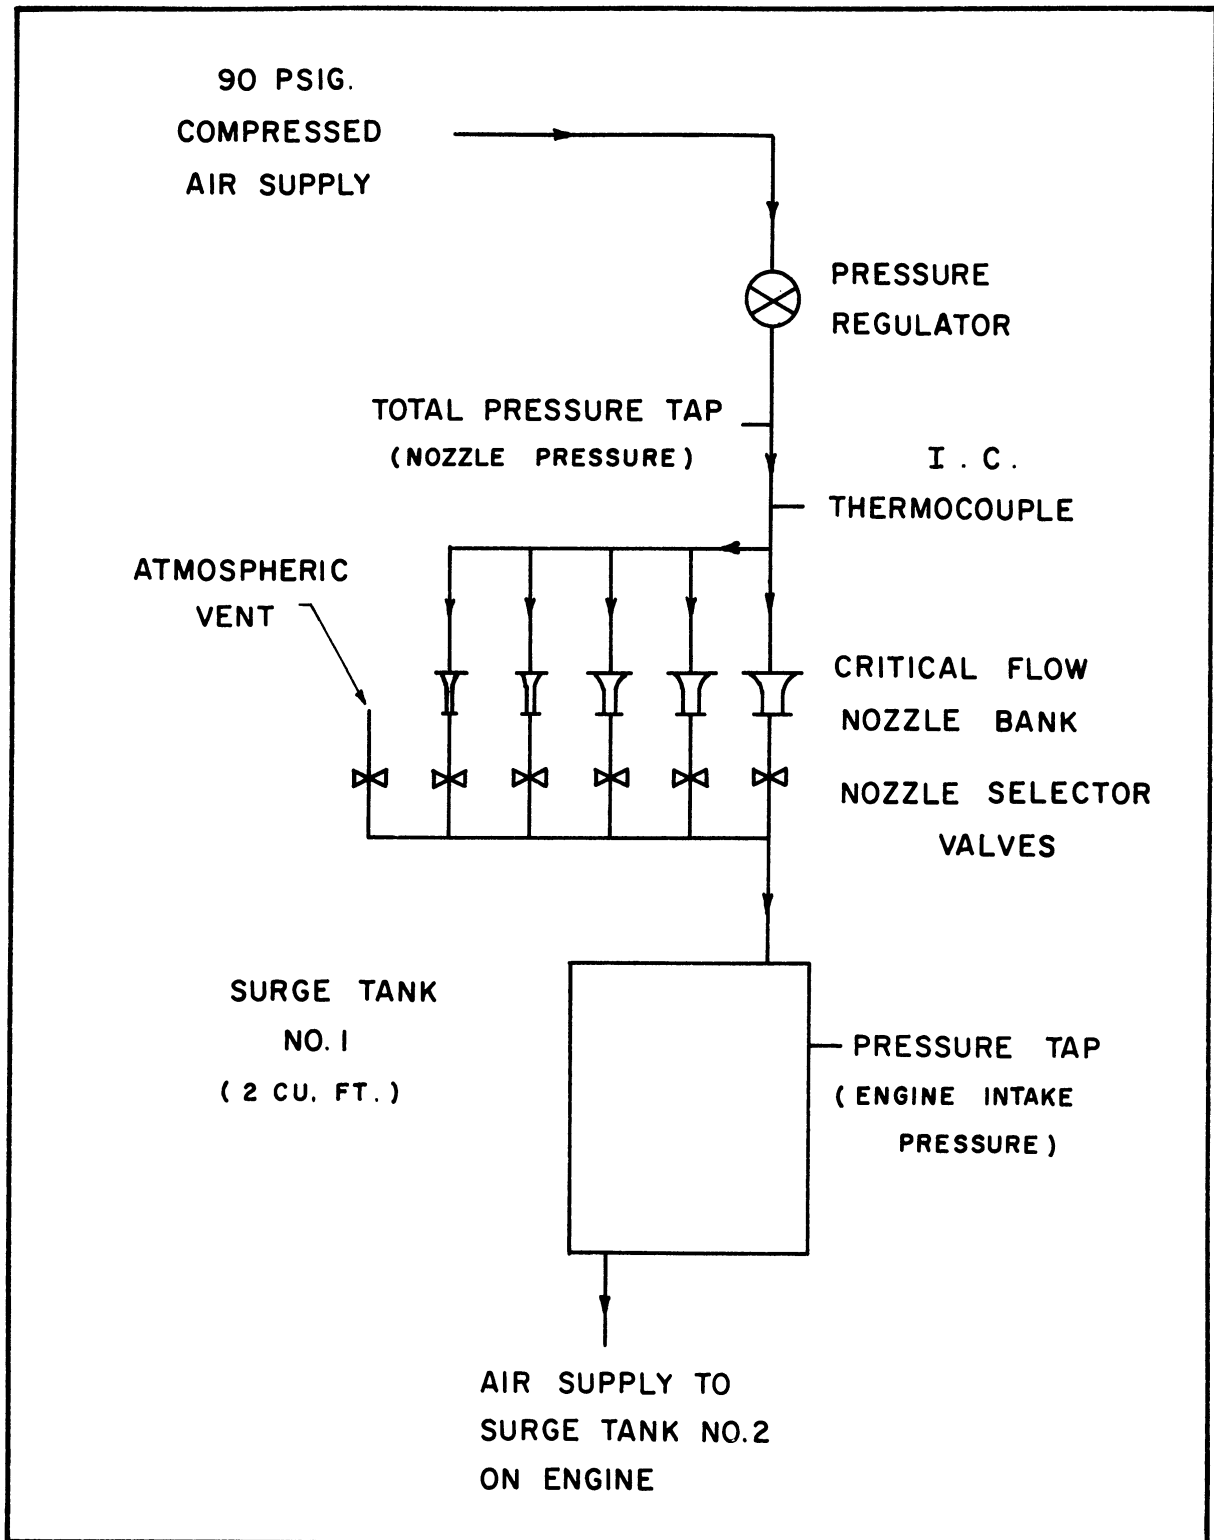 90 PSIG.
COMPRESSED
AIR SUPPLY
PRESSURE
REGULATOR
TOTAL PRESSURE TAP
(NOZZLE PRESSURE)
I.C.
THERMOCOUPLE
ATMOSPHERIC
VENT
CRITICAL FLOW
NOZZLE BANK
NOZZLE SELECTOR
VALVES
SURGE TANK
NO. 1
(2 CU. FT.)
PRESSURE TAP
(ENGINE INTAKE
PRESSURE)
AIR SUPPLY TO
SURGE TANK NO.2
ON ENGINE